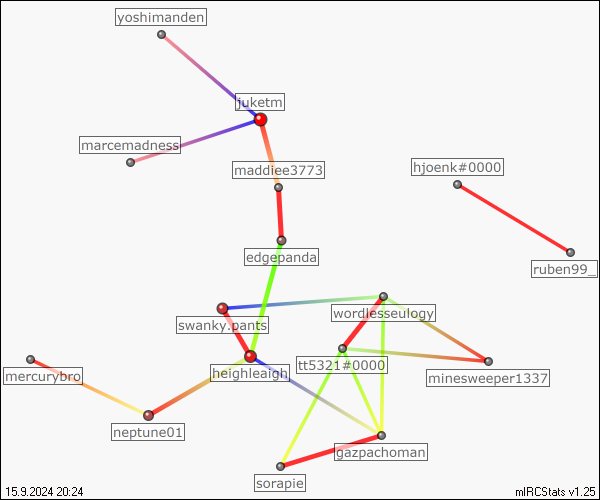 yoshimanden
juketm
marcemadness
maddiee3773
hjoenk#0000
edgepanda
ruben99_
wordlesseulogy
swanky.pants
tt5321#0000
heighleaigh
mercurybro
minesweeper1337
neptune01
gazpachoman
sorapie
15.9.2024 20:24
mIRCStats v1.25